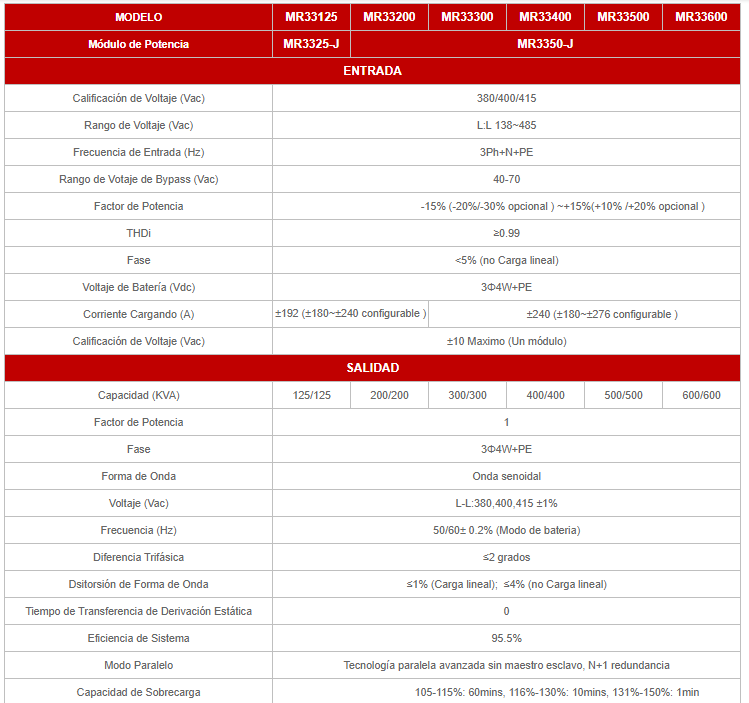 MODELO MR33125 MR33200 MR33300 MR33400 MR33500 MR33600
Módulo de Potencia MR3325-J MR3350-J
ENTRADA
Calificación de Voltaje (Vac) 380/400/415
Rango de Voltaje (Vac) L:L 138~485
Frecuencia de Entrada (Hz) 3Ph+N+PE
Rango de Votaje de Bypass (Vac) 40-70
Factor de Potencia -15% (-20%/-30% opcional ) ~+15%(+10% /+20% opcional )
THDi ≥0.99
Fase <5% (no Carga lineal)
Voltaje de Batería (Vdc) 3Φ4W+PE
Corriente Cargando (A) ±192 (±180~±240 configurable ) ±240 (±180~±276 configurable )
Calificación de Voltaje (Vac) ±10 Maximo (Un módulo)
SALIDAD
Capacidad (KVA) 125/125 200/200 300/300 400/400 500/500 600/600
Factor de Potencia 1
Fase 3Φ4W+PE
Forma de Onda Onda senoidal
Voltaje (Vac) L-L:380,400,415 ±1%
Frecuencia (Hz) 50/60± 0.2% (Modo de bateria)
Diferencia Trifásica ≤2 grados
Dsitorsión de Forma de Onda ≤1% (Carga lineal); ≤4% (no Carga lineal)
Tiempo de Transferencia de Derivación Estática 0
Eficiencia de Sistema 95.5%
Modo Paralelo Tecnología paralela avanzada sin maestro esclavo, N+1 redundancia
Capacidad de Sobrecarga 105-115%: 60mins, 116%-130%: 10mins, 131%-150%: 1min